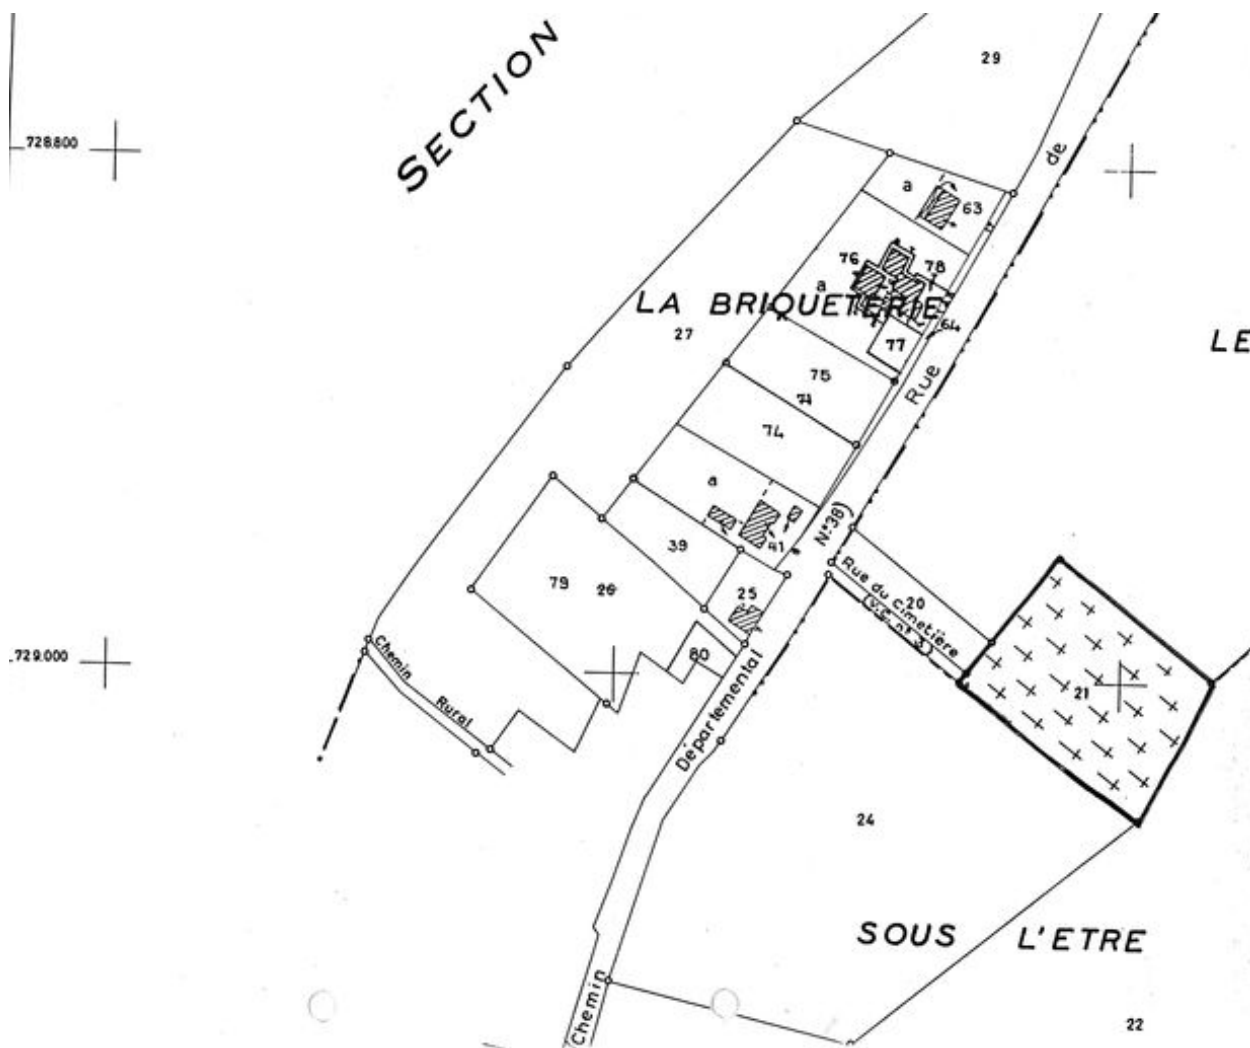 SECTION
29
728.800
de
a
63
76
78
a
LA BRIQUETERIE
64
27
77
LE
75
Rue
71
74
a
N°38)
39
41
Rue du Cimetière
(V.C. n° 3)
20
79
26
25
80
729.000
Chemin
Rural
21
Départemental
24
SOUS L'ETRE
Chemin
22